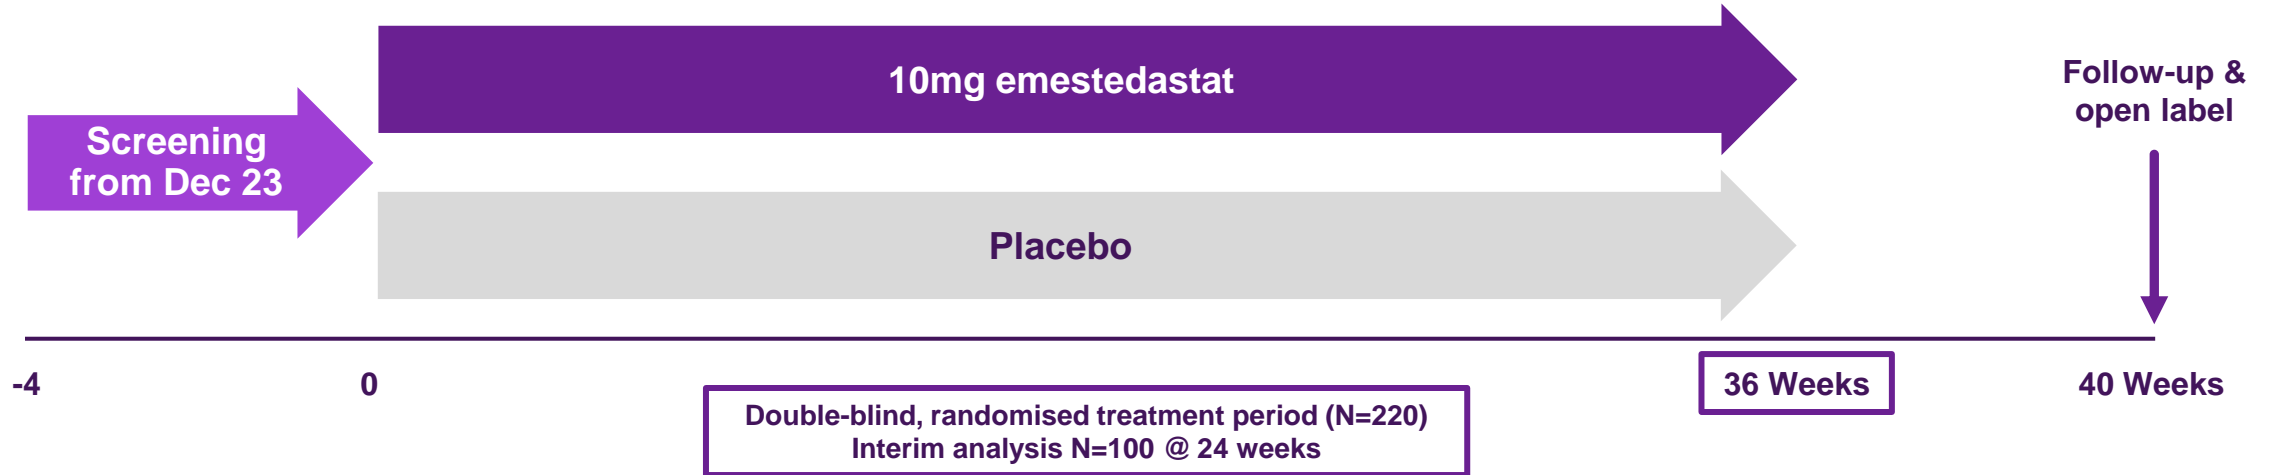 10mg emestedastat
Follow-up &
open label
Screening
from Dec 23
Placebo
-4
0
36 Weeks
40 Weeks
Double-blind, randomised treatment period (N=220)
Interim analysis N=100 @ 24 weeks